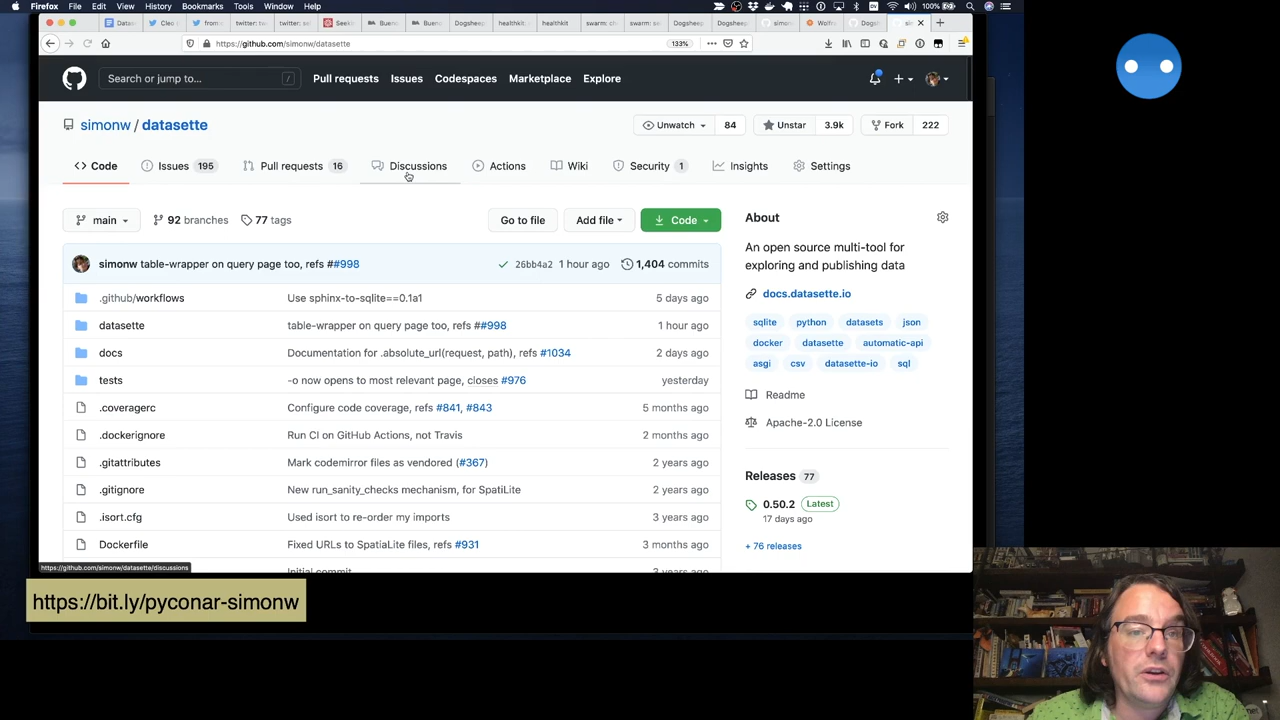 Firefox File Edit View History Bookmarks Tools Window Help
100%
https://github.com/simonw/datasette
133%
Search or jump to...
/
Pull requests Issues Codespaces Marketplace Explore
simonw / datasette
Unwatch 84 Unstar 3.9k Fork 222
Code Issues 195 Pull requests 16 Discussions Actions Wiki Security 1 Insights Settings
main 92 branches 77 tags Go to file Add file Code
simonw table-wrapper on query page too, refs ##998 26bb4a2 1 hour ago 1,404 commits
.github/workflows Use sphinx-to-sqlite==0.1a1 5 days ago
datasette table-wrapper on query page too, refs ##998 1 hour ago
docs Documentation for .absolute_url(request, path), refs #1034 2 days ago
tests -o now opens to most relevant page, closes #976 yesterday
.coveragerc Configure code coverage, refs #841, #843 5 months ago
.dockerignore Run CI on GitHub Actions, not Travis 2 months ago
.gitattributes Mark codemirror files as vendored (#367) 2 years ago
.gitignore New run_sanity_checks mechanism, for SpatiLite 2 years ago
.isort.cfg Used isort to re-order my imports 3 years ago
Dockerfile Fixed URLs to SpatiaLite files, refs #931 3 months ago
Initial commit 3 years ago
About
An open source multi-tool for
exploring and publishing data
docs.datasette.io
sqlite python datasets json
docker datasette automatic-api
asgi csv datasette-io sql
Readme
Apache-2.0 License
Releases 77
0.50.2 Latest
17 days ago
+ 76 releases
https://github.com/simonw/datasette/discussions
https://bit.ly/pyconar-simonw